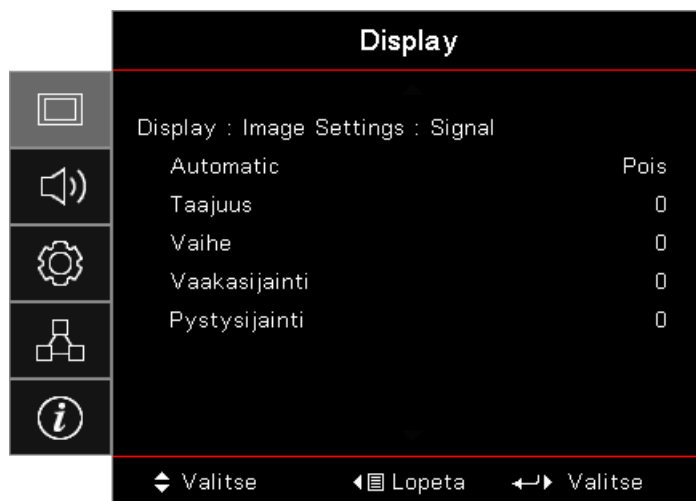 Display
Display : Image Settings : Signal
Automatic Pois
Taajuus 0
Vaihe 0
Vaakasijainti 0
Pystysijainti 0
Valitse Lopeta Valitse